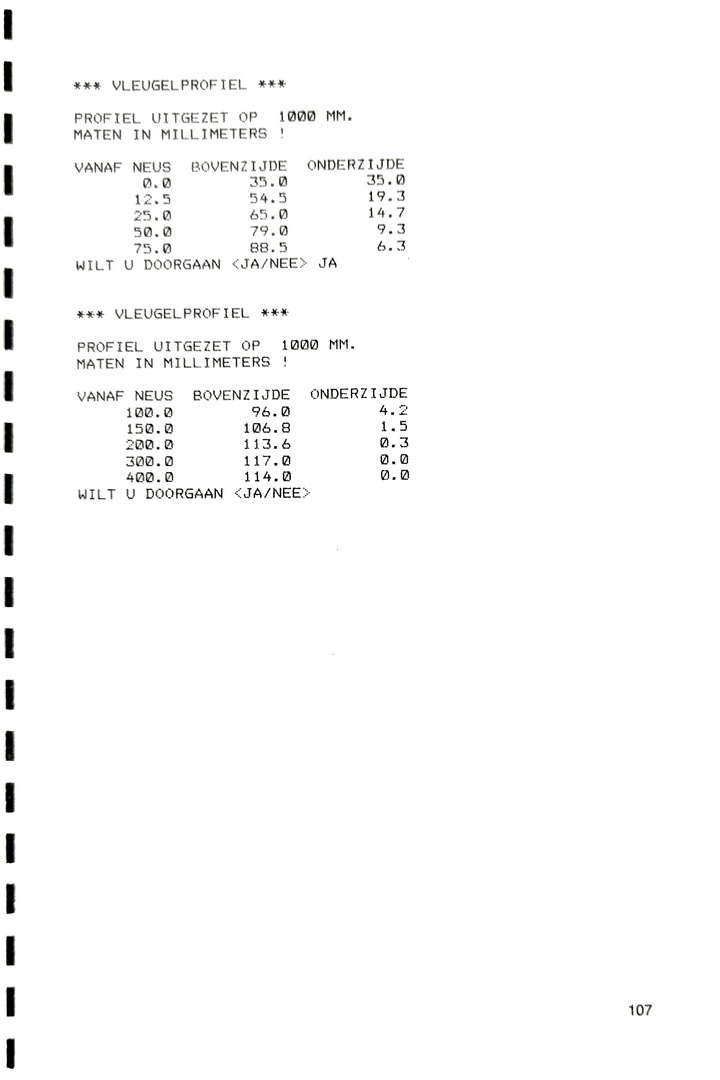 *** VLEUGELPROFIEL ***
PROFIEL UITGEZET OP 1000 MM.
MATEN IN MILLIMETERS !
VANAF NEUS BOVENZIJDE ONDERZIJDE
0.0 35.0 35.0
12.5 54.5 19.3
25.0 65.0 14.7
50.0 79.0 9.3
75.0 88.5 6.3
WILT U DOORGAAN <JA/NEE> JA
*** VLEUGELPROFIEL ***
PROFIEL UITGEZET OP 1000 MM.
MATEN IN MILLIMETERS !
VANAF NEUS BOVENZIJDE ONDERZIJDE
100.0 96.0 4.2
150.0 106.8 1.5
200.0 113.6 0.3
300.0 117.0 0.0
400.0 114.0 0.0
WILT U DOORGAAN <JA/NEE>
107